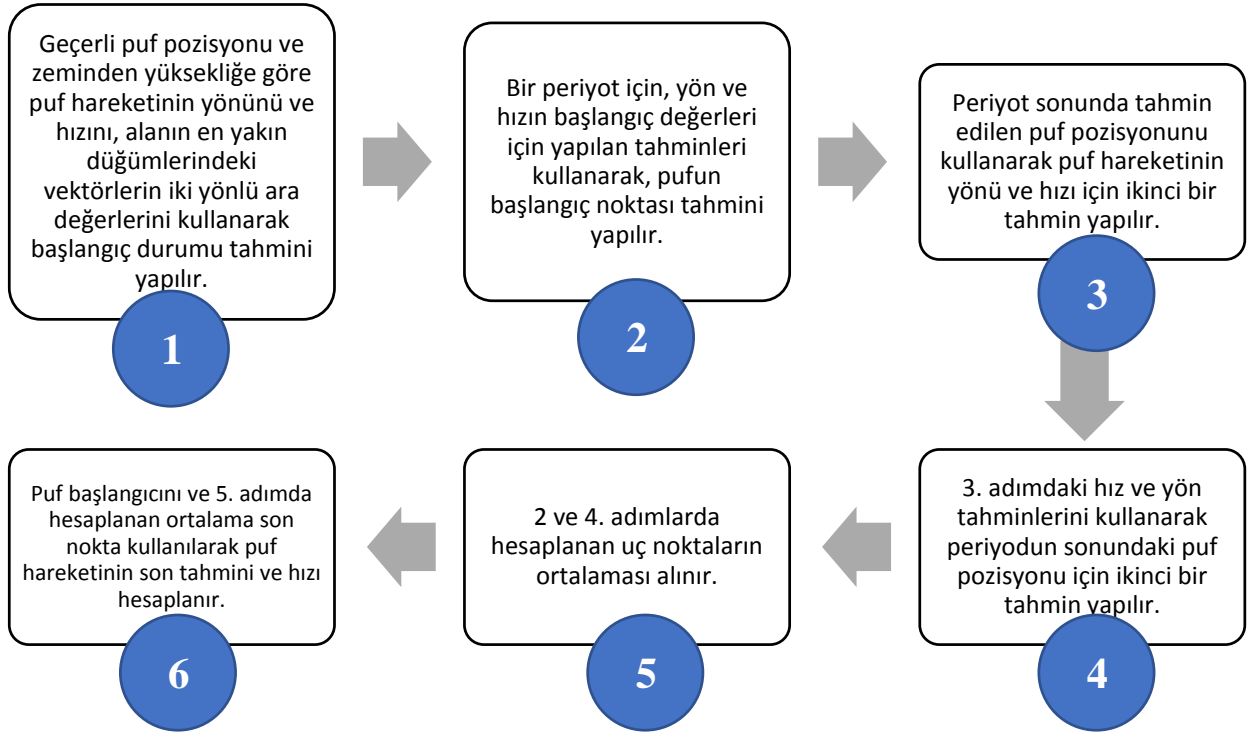 Geçerli puf pozisyonu ve
zeminden yüksekliğe göre
puf hareketinin yönünü ve
hızını, alanın en yakın
düğümlerindeki
vektörlerin iki yönlü ara
değerlerini kullanarak
başlangıç durumu tahmini
yapılır.
1
Bir periyot için, yön ve
hızın başlangıç değerleri
için yapılan tahminleri
kullanarak, pufun
başlangıç noktası tahmini
yapılır.
2
Periyot sonunda tahmin
edilen puf pozisyonunu
kullanarak puf hareketinin
yönü ve hızı için ikinci bir
tahmin yapılır.
3
3. adımdaki hız ve yön
tahminlerini kullanarak
periyodun sonundaki puf
pozisyonu için ikinci bir
tahmin yapılır.
4
2 ve 4. adımlarda
hesaplanan uç noktaların
ortalaması alınır.
5
Puf başlangıcını ve 5. adımda
hesaplanan ortalama son
nokta kullanılarak puf
hareketinin son tahmini ve hızı
hesaplanır.
6